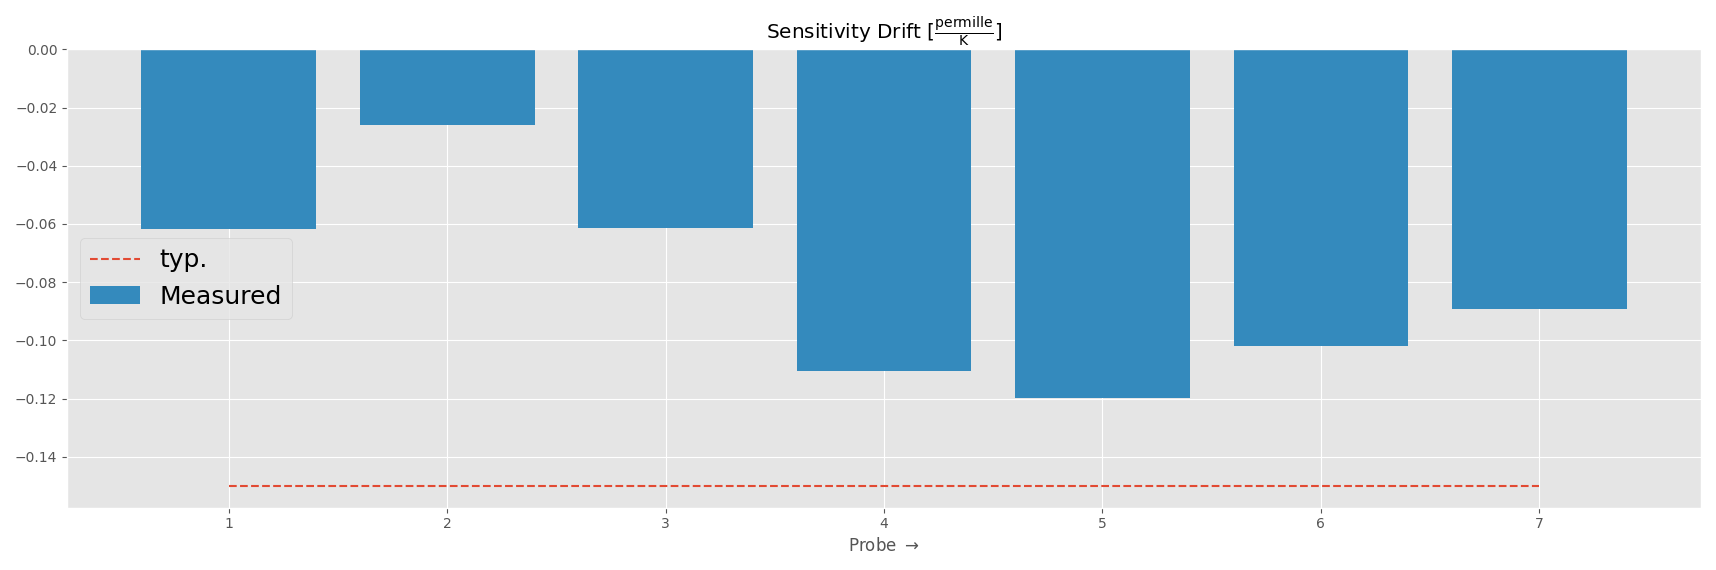 Sensitivity Drift [permille/K]
0.00
−0.02
−0.04
−0.06
−0.08
−0.10
−0.12
−0.14
typ.
Measured
1 2 3 4 5 6 7
Probe →